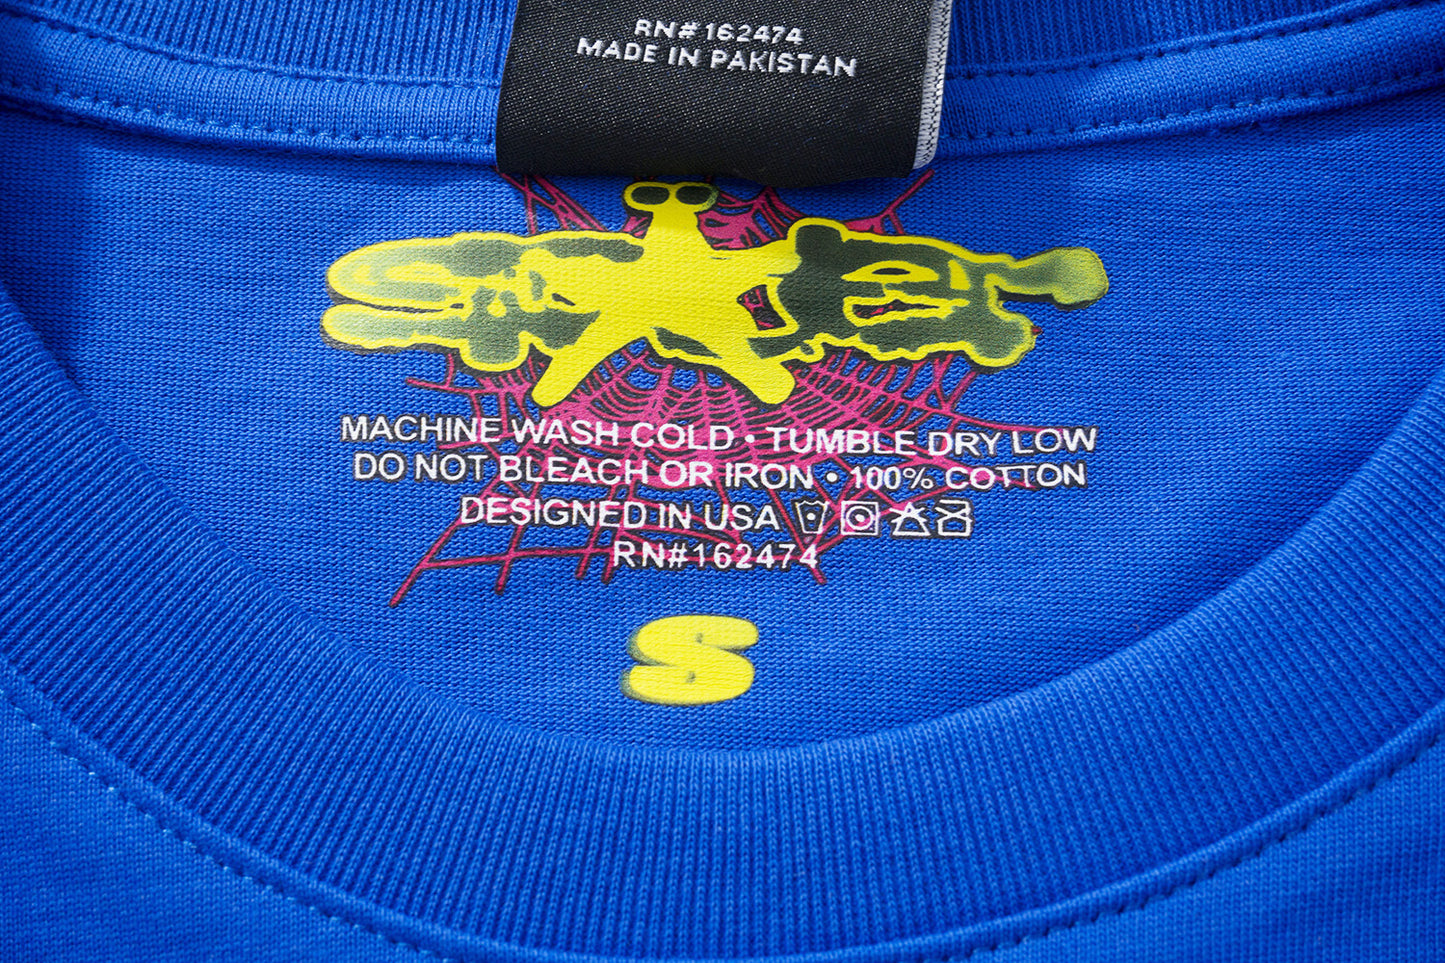 RN# 162474
MADE IN PAKISTAN
MACHINE WASH COLD • TUMBLE DRY LOW
DO NOT BLEACH OR IRON • 100% COTTON
DESIGNED IN USA
RN#162474
S